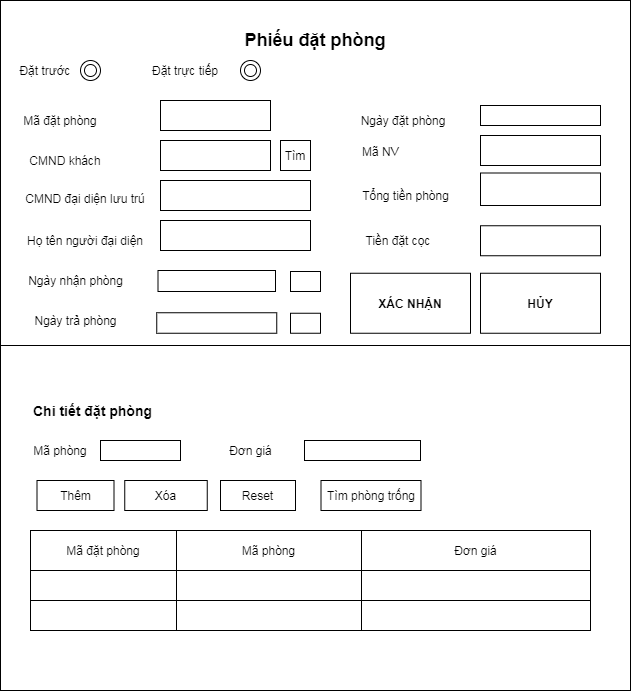 Phiếu đặt phòng
Đặt trước
Đặt trực tiếp
Mã đặt phòng
Ngày đặt phòng
CMND khách
Tìm
Mã NV
CMND đại diện lưu trú
Tổng tiền phòng
Họ tên người đại diện
Tiền đặt cọc
Ngày nhận phòng
Ngày trả phòng
XÁC NHẬN
HỦY
Chi tiết đặt phòng
Mã phòng
Đơn giá
Thêm
Xóa
Reset
Tìm phòng trống
Mã đặt phòng
Mã phòng
Đơn giá